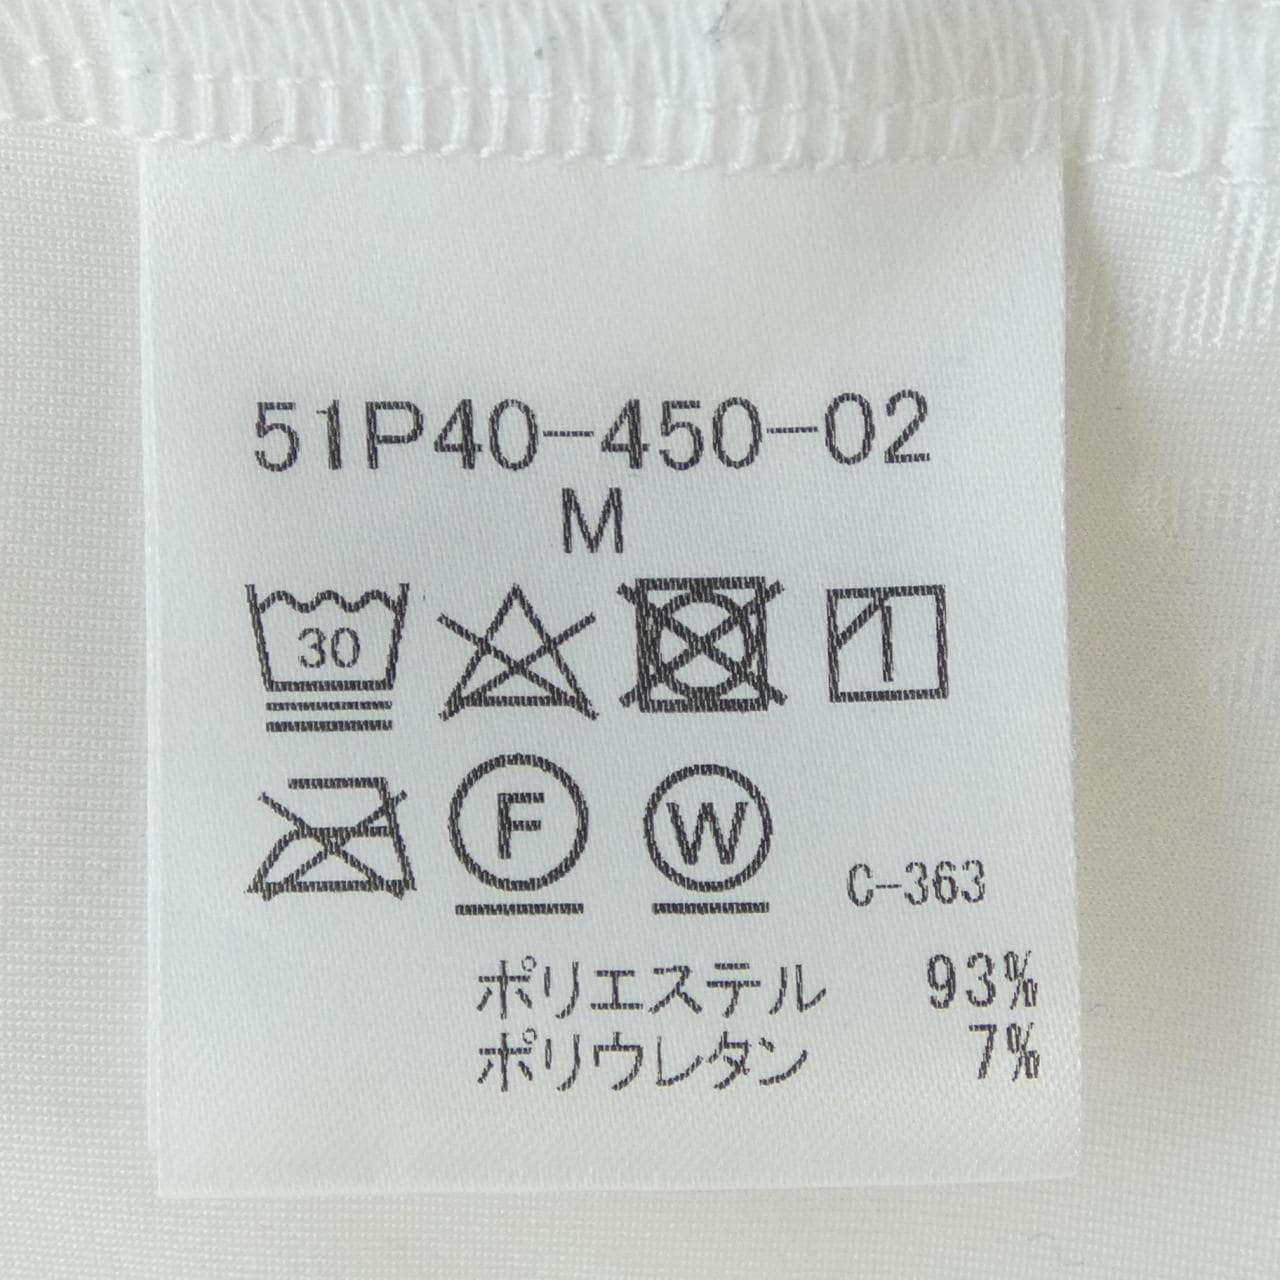 51P40-450-02
M
30
F W C-363
ポリエステル 93%
ポリウレタン 7%